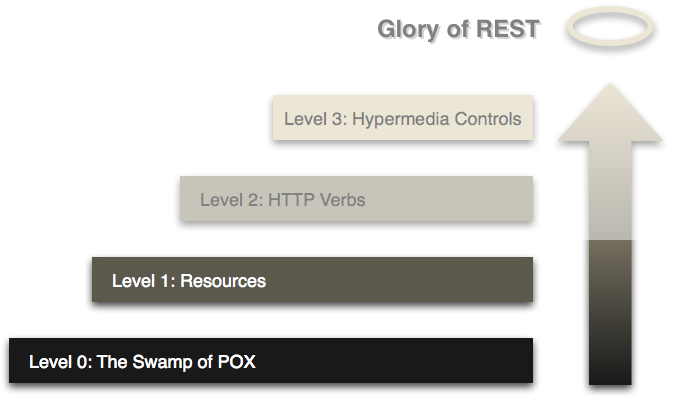 Glory of REST
Level 3: Hypermedia Controls
Level 2: HTTP Verbs
Level 1: Resources
Level 0: The Swamp of POX